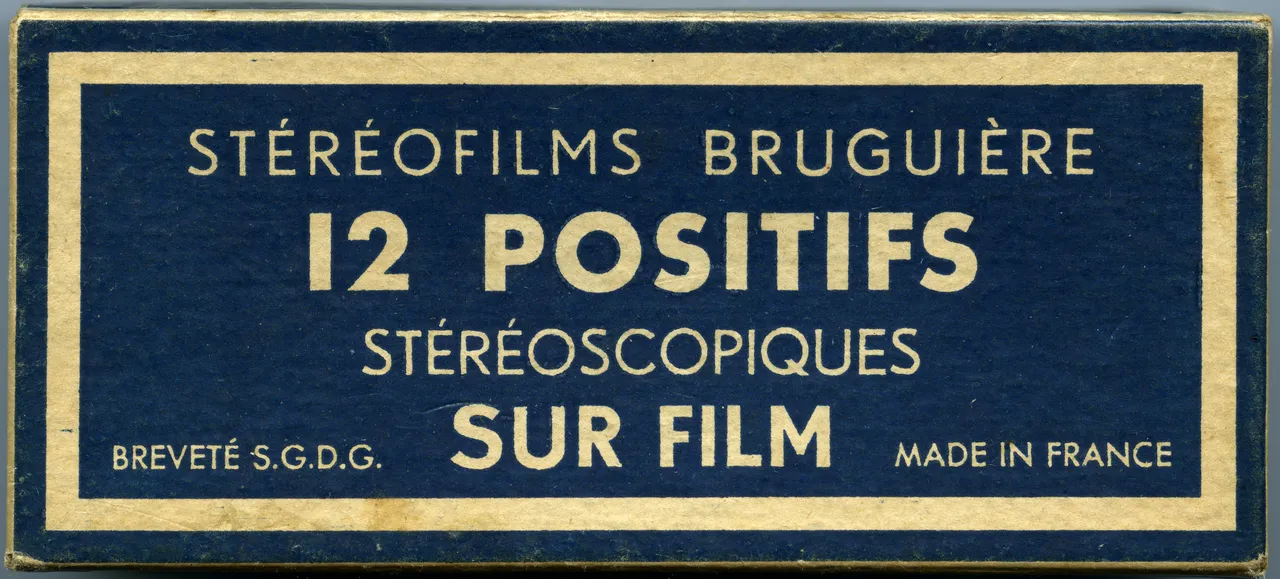 STÉRÉOFILMS BRUGUIÈRE
12 POSITIFS
STÉRÉOSCOPIQUES
SUR FILM
BREVETÉ S.G.D.G.
MADE IN FRANCE